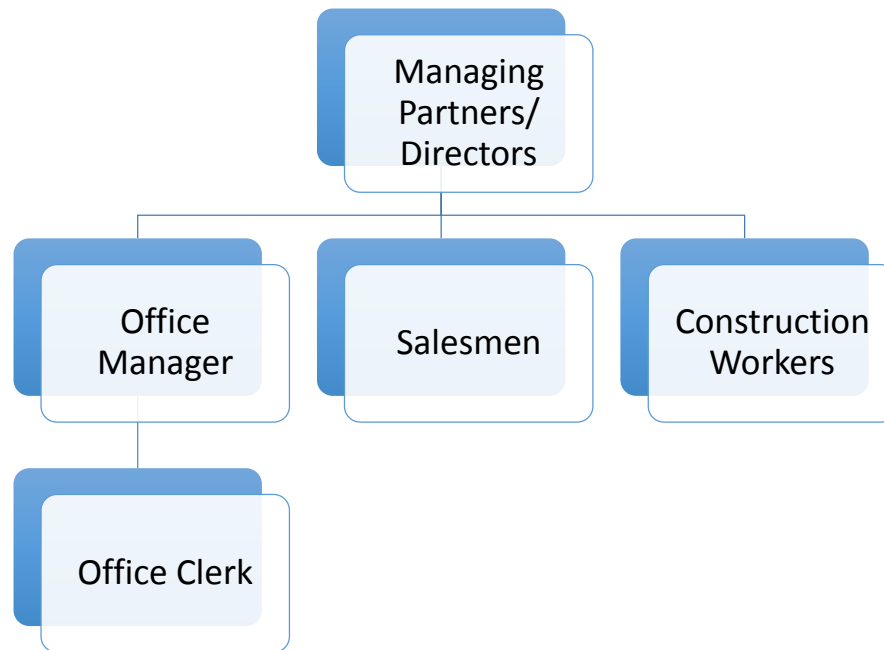 Managing
Partners/
Directors
Office
Manager
Salesmen
Construction
Workers
Office Clerk